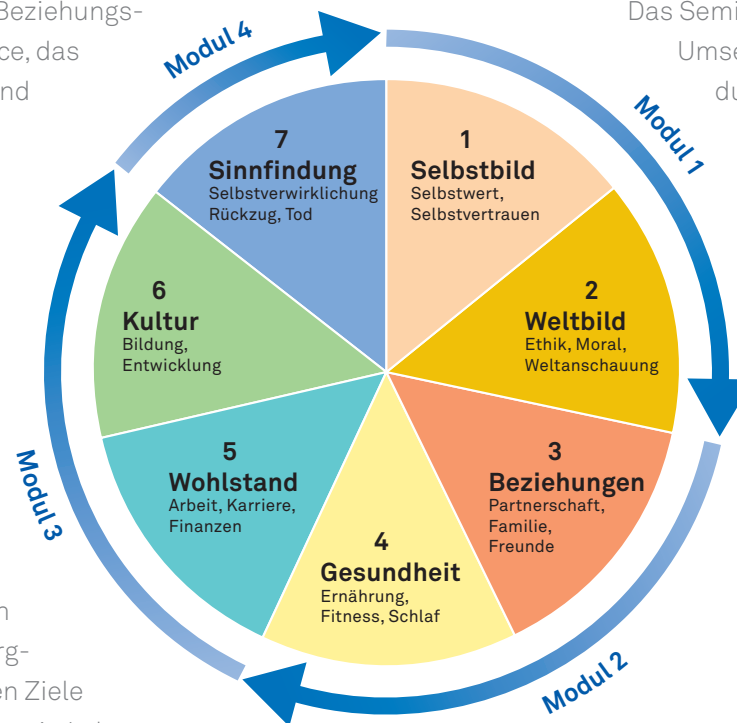 Beziehungs-
ce, das
nd
Das Semi
Umse
du
Modul 4
Modul 1
7
Sinnfindung
Selbstverwirklichung
Rückzug, Tod
1
Selbstbild
Selbstwert,
Selbstvertrauen
6
Kultur
Bildung,
Entwicklung
2
Weltbild
Ethik, Moral,
Weltanschauung
5
Wohlstand
Arbeit, Karriere,
Finanzen
3
Beziehungen
Partnerschaft,
Familie,
Freunde
4
Gesundheit
Ernährung,
Fitness, Schlaf
Modul 3
Modul 2
n
rg-
en Ziele